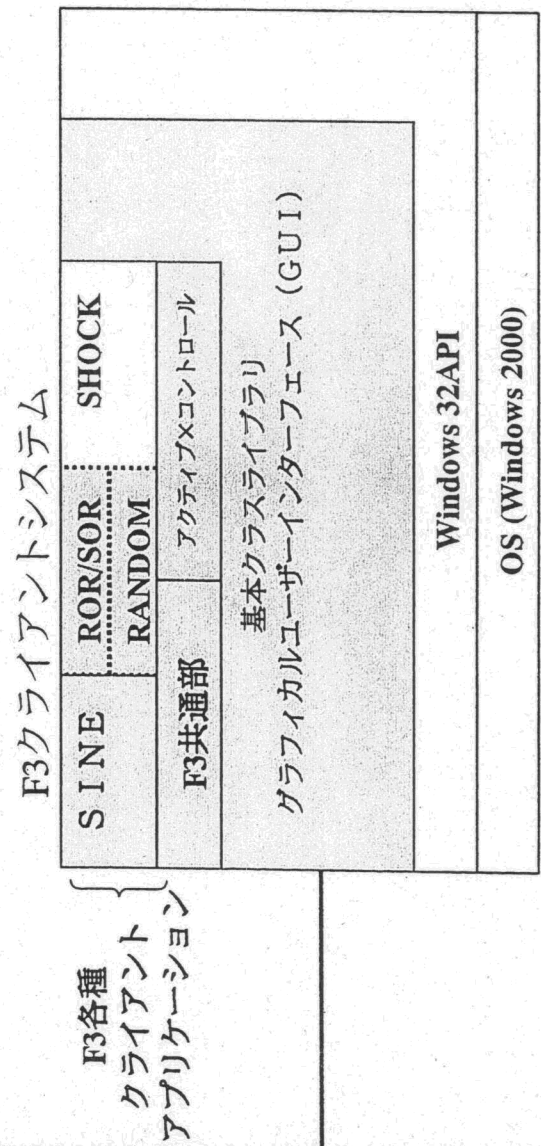 F3クライアントシステム
F3各種
クライアント
アプリケーション
SINE
ROR/SOR
RANDOM
SHOCK
F3共通部
アクティブXコントロール
基本クラスライブラリ
グラフィカルユーザーインターフェース（GUI）
Windows 32API
OS (Windows 2000)